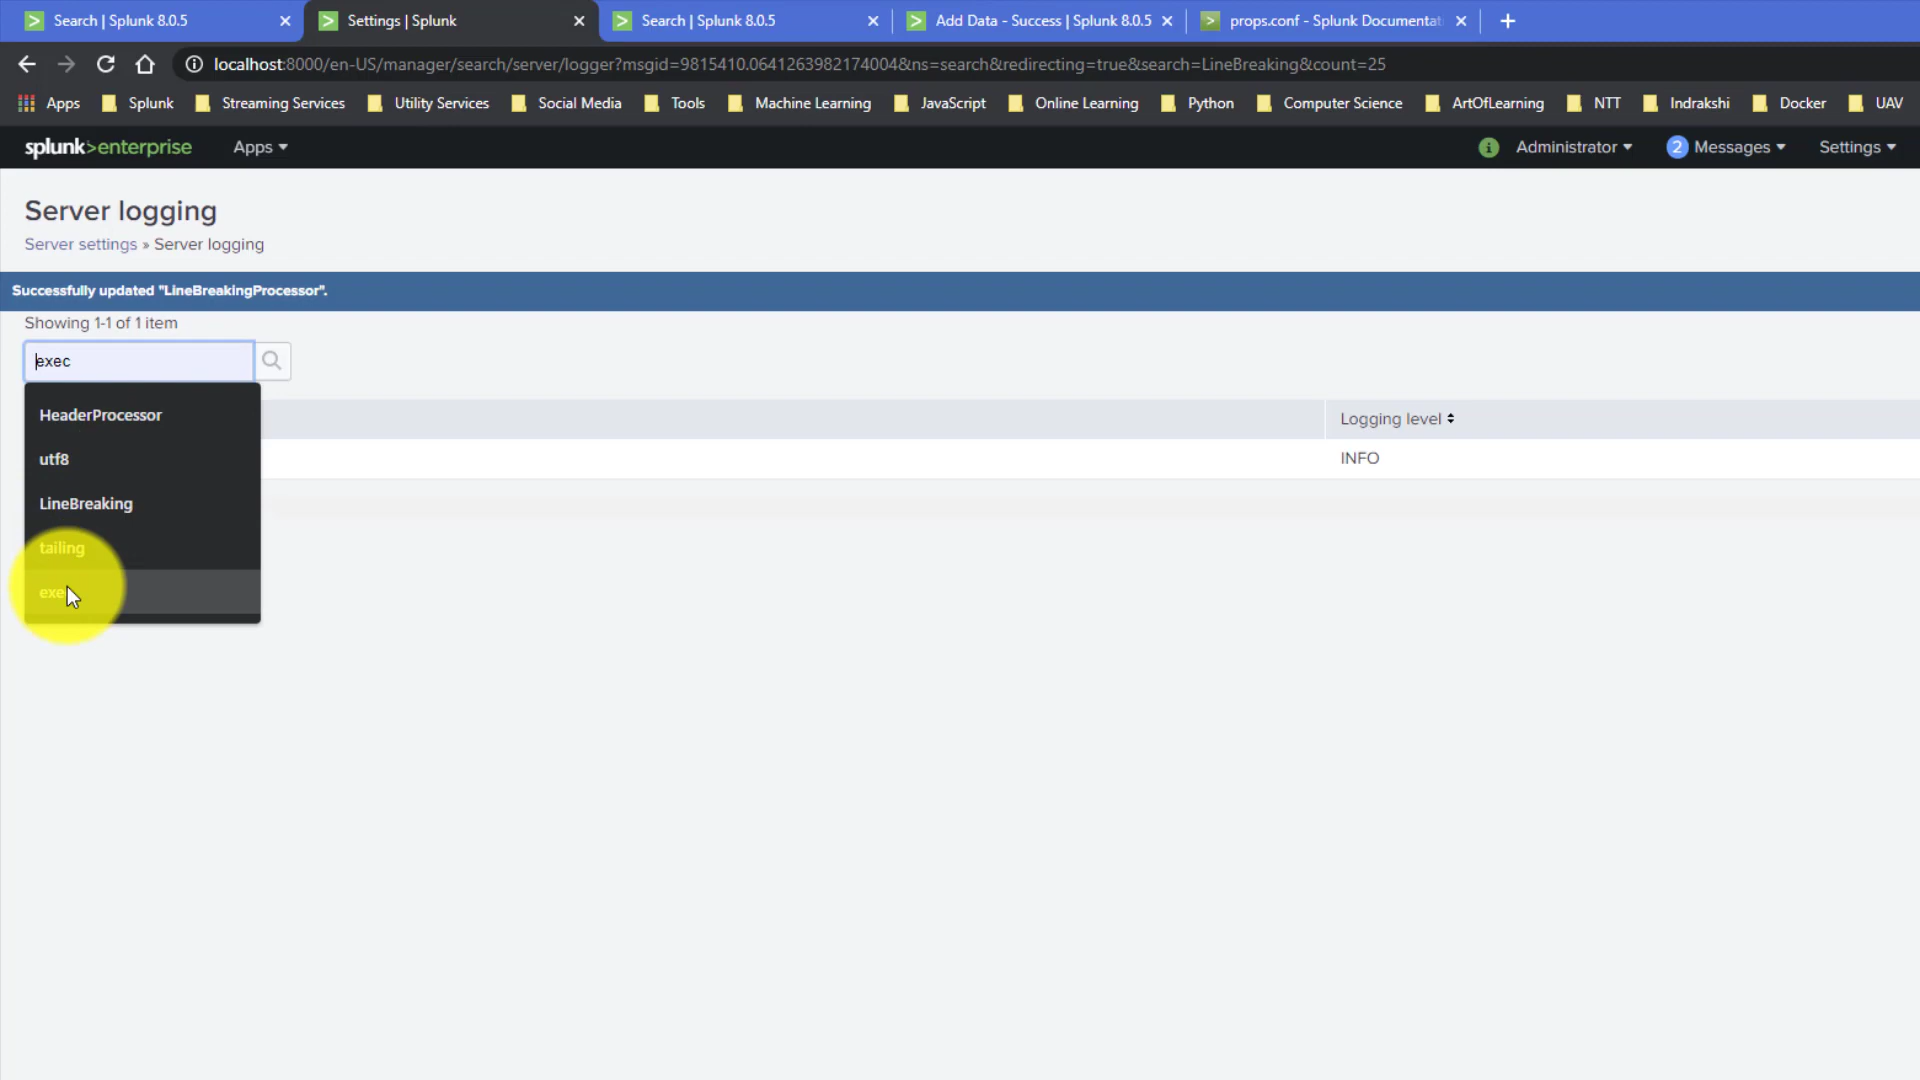 Search | Splunk 8.0.5
Settings | Splunk
Search | Splunk 8.0.5
Add Data - Success | Splunk 8.0.5
props.conf - Splunk Documentat
localhost:8000/en-US/manager/search/server/logger?msgid=9815410.0641263982174004&ns=search&redirecting=true&search=LineBreaking&count=25
Apps Splunk Streaming Services Utility Services Social Media Tools Machine Learning JavaScript Online Learning Python Computer Science ArtOfLearning NTT Indrakshi Docker UAV
splunk>enterprise Apps Administrator 2 Messages Settings
Server logging
Server settings » Server logging
Successfully updated "LineBreakingProcessor".
Showing 1-1 of 1 item
exec
HeaderProcessor
Logging level
utf8
INFO
LineBreaking
tailing